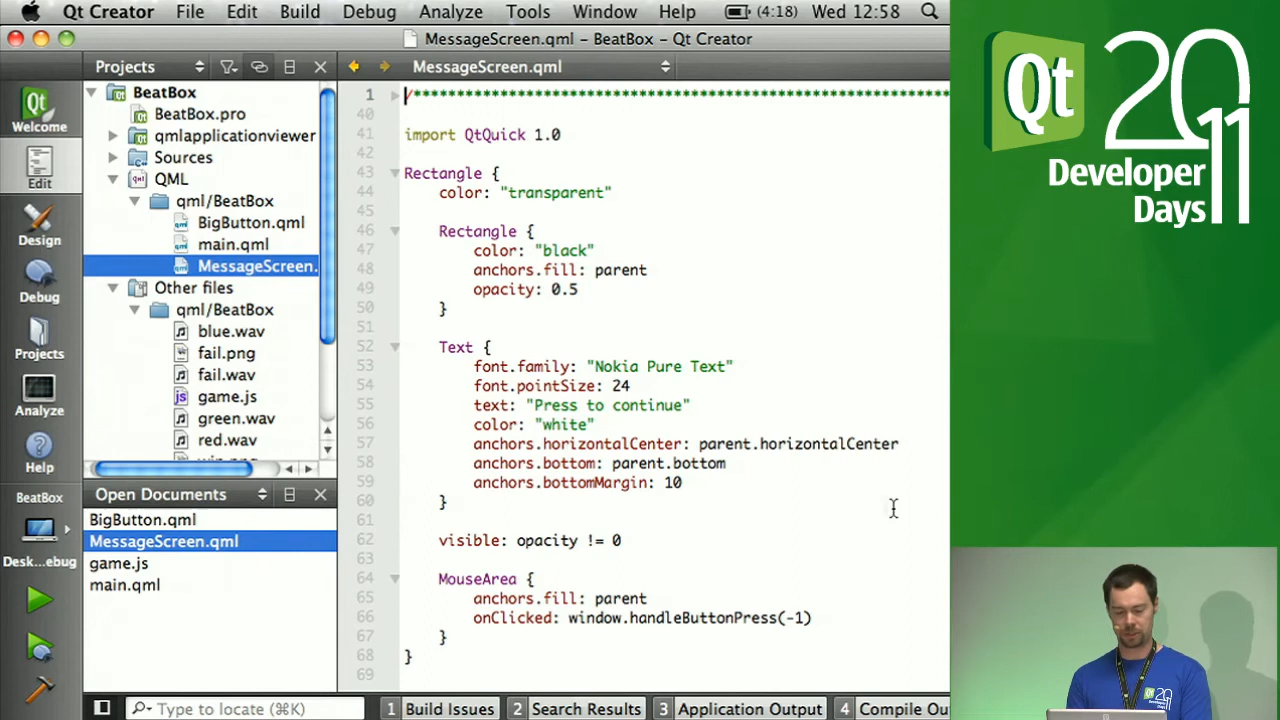 Qt Creator File Edit Build Debug Analyze Tools Window Help (4:18) Wed 12:58
MessageScreen.qml - BeatBox - Qt Creator
Projects
MessageScreen.qml
Welcome
Edit
Design
Debug
Projects
Analyze
Help
BeatBox
Desk...ebug
BeatBox
BeatBox.pro
qmlapplicationviewer
Sources
QML
qml/BeatBox
BigButton.qml
main.qml
MessageScreen.
Other files
qml/BeatBox
blue.wav
fail.png
fail.wav
game.js
green.wav
red.wav
Open Documents
BigButton.qml
MessageScreen.qml
game.js
main.qml
1 /**************************************************************
40
41 import QtQuick 1.0
42
43 Rectangle {
44 color: "transparent"
45
46 Rectangle {
47 color: "black"
48 anchors.fill: parent
49 opacity: 0.5
50 }
51
52 Text {
53 font.family: "Nokia Pure Text"
54 font.pointSize: 24
55 text: "Press to continue"
56 color: "white"
57 anchors.horizontalCenter: parent.horizontalCenter
58 anchors.bottom: parent.bottom
59 anchors.bottomMargin: 10
60 }
61
62 visible: opacity != 0
63
64 MouseArea {
65 anchors.fill: parent
66 onClicked: window.handleButtonPress(-1)
67 }
68 }
69
Type to locate (⌘K)
1 Build Issues 2 Search Results 3 Application Output 4 Compile Ou
Qt 2011
Developer
Days
Qt 20
11